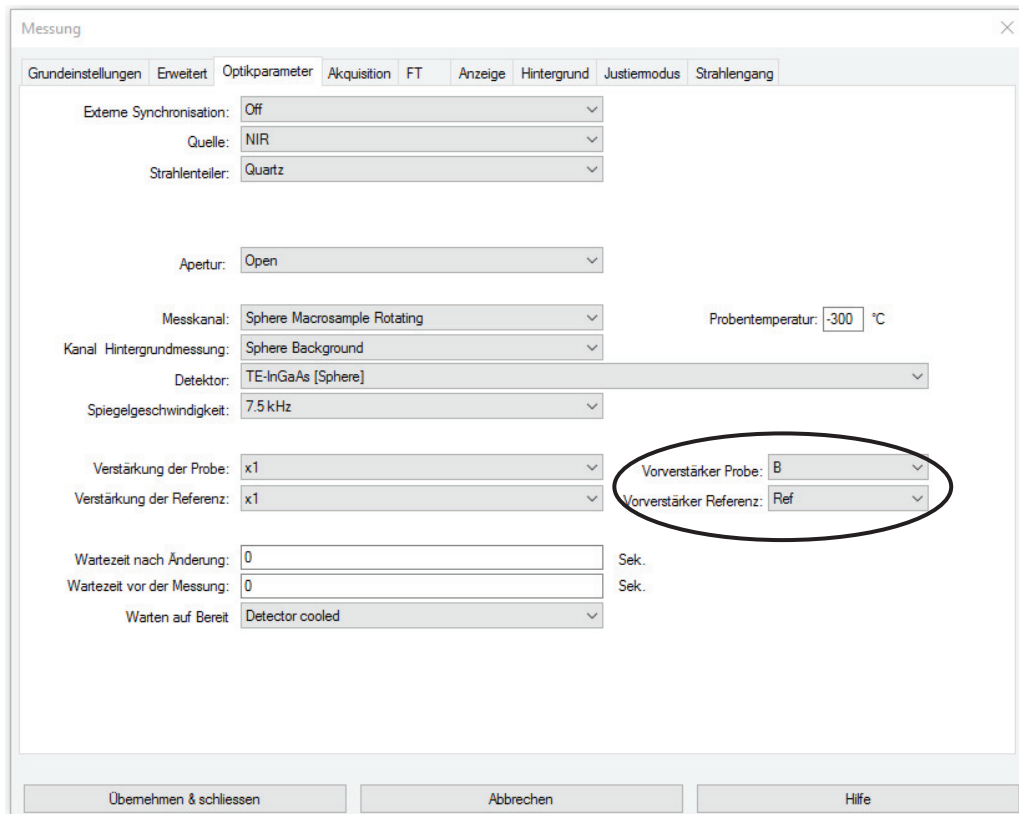 Messung
Grundeinstellungen Erweitert Optikparameter Akquisition FT Anzeige Hintergrund Justiermodus Strahlengang
Externe Synchronisation: Off
Quelle: NIR
Strahlenteiler: Quartz
Apertur: Open
Messkanal: Sphere Macrosample Rotating Probentemperatur: -300 °C
Kanal Hintergrundmessung: Sphere Background
Detektor: TE-InGaAs [Sphere]
Spiegelgeschwindigkeit: 7.5 kHz
Verstärkung der Probe: x1 Vorverstärker Probe: B
Verstärkung der Referenz: x1 Vorverstärker Referenz: Ref
Wartezeit nach Änderung: 0 Sek.
Wartezeit vor der Messung: 0 Sek.
Warten auf Bereit Detector cooled
Übernehmen & schliessen Abbrechen Hilfe